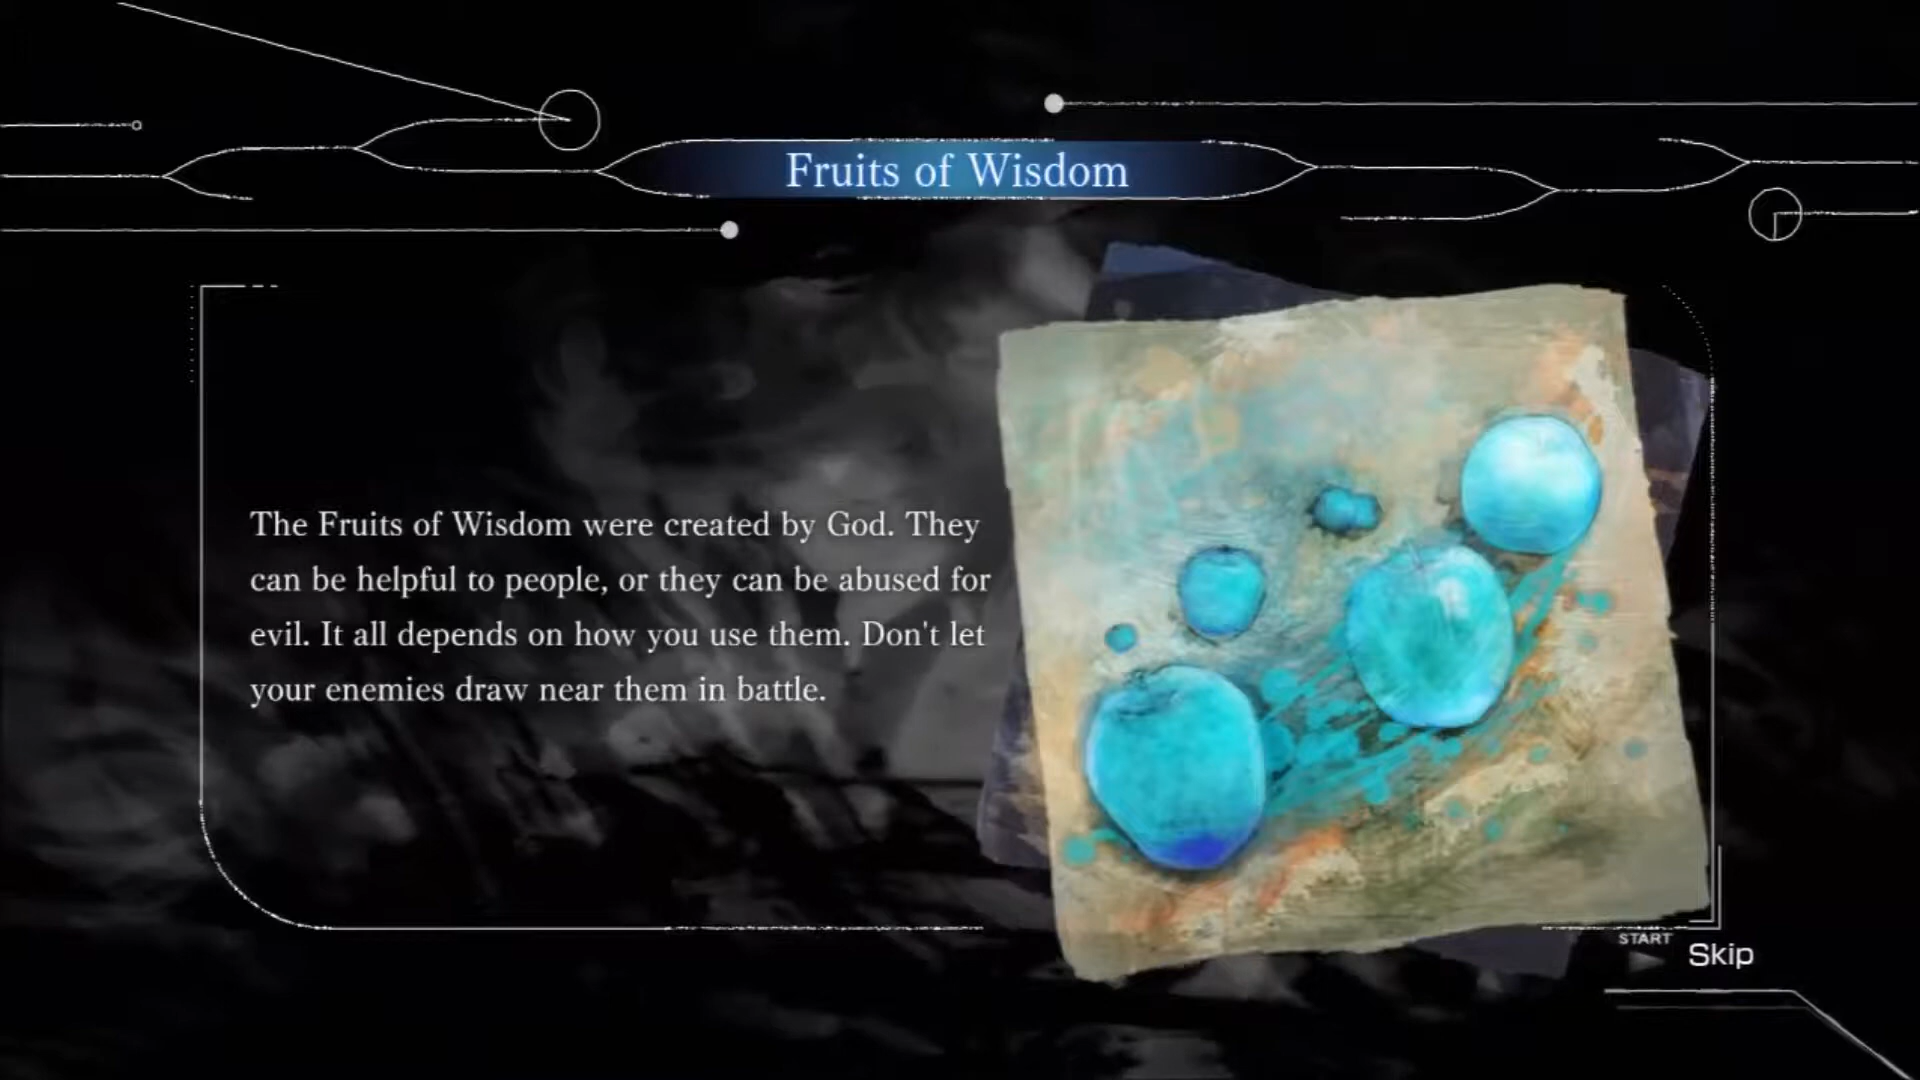 Fruits of Wisdom
The Fruits of Wisdom were created by God. They
can be helpful to people, or they can be abused for
evil. It all depends on how you use them. Don't let
your enemies draw near them in battle.
START
Skip